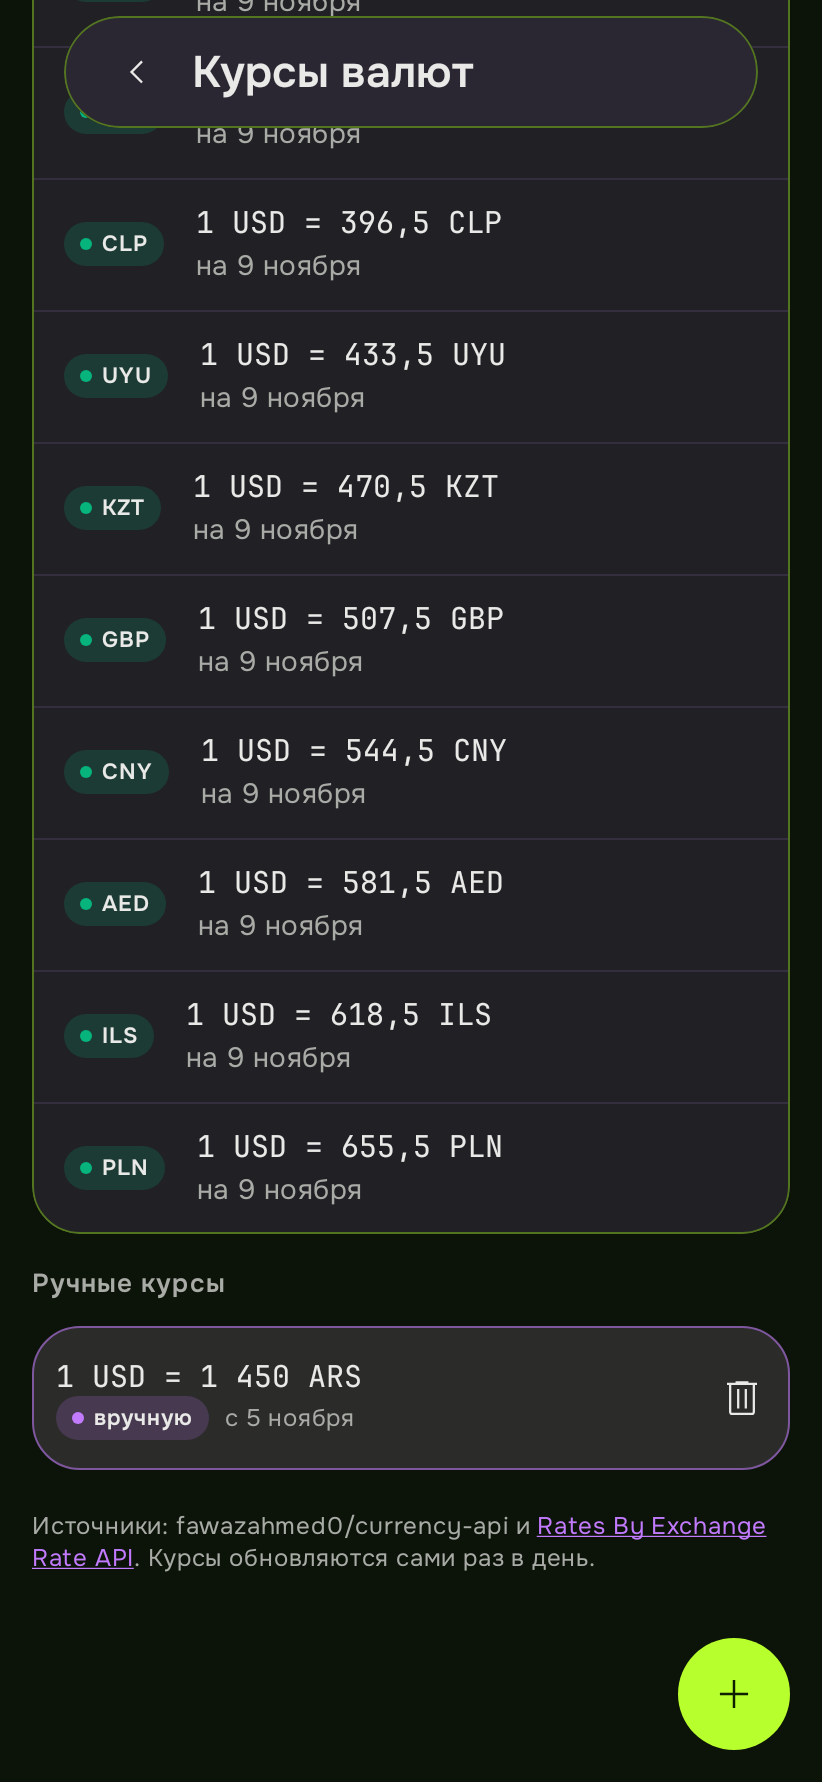 на 9 ноября
Курсы валют
на 9 ноября
CLP
1 USD = 396,5 CLP
на 9 ноября
UYU
1 USD = 433,5 UYU
на 9 ноября
KZT
1 USD = 470,5 KZT
на 9 ноября
GBP
1 USD = 507,5 GBP
на 9 ноября
CNY
1 USD = 544,5 CNY
на 9 ноября
AED
1 USD = 581,5 AED
на 9 ноября
ILS
1 USD = 618,5 ILS
на 9 ноября
PLN
1 USD = 655,5 PLN
на 9 ноября
Ручные курсы
1 USD = 1 450 ARS
вручную с 5 ноября
Источники: fawazahmed0/currency-api и Rates By Exchange
Rate API. Курсы обновляются сами раз в день.